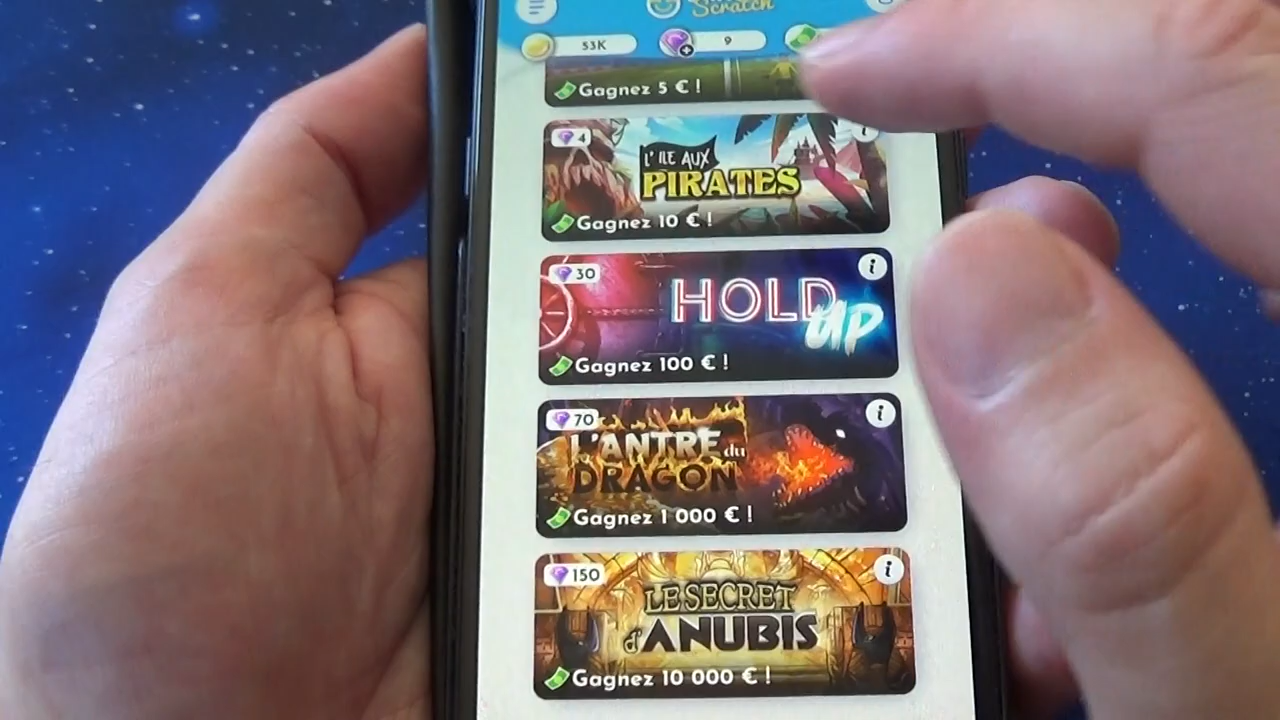 Scratch
53K
9
Gagnez 5 € !
4
L' ILE AUX
PIRATES
Gagnez 10 € !
30
i
HOLD
UP
Gagnez 100 € !
70
i
L'ANTRE du
DRAGON
Gagnez 1 000 € !
150
i
LE SECRET
d'ANUBIS
Gagnez 10 000 € !